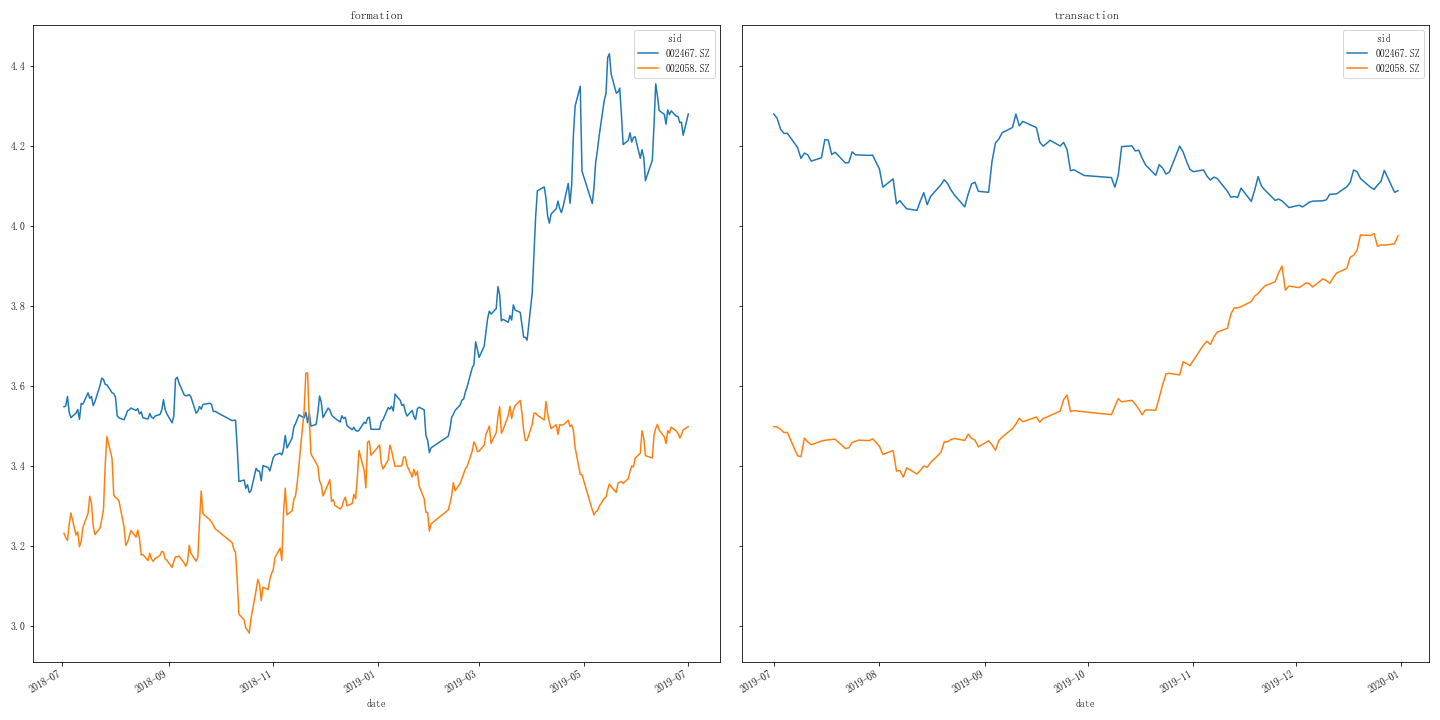 formation
sid
002467.SZ
002058.SZ
4.4
4.2
4.0
3.8
3.6
3.4
3.2
3.0
2018-07
2018-09
2018-11
2019-01
2019-03
2019-05
2019-07
date
transaction
sid
002467.SZ
002058.SZ
2019-07
2019-08
2019-09
2019-10
2019-11
2019-12
2020-01
date